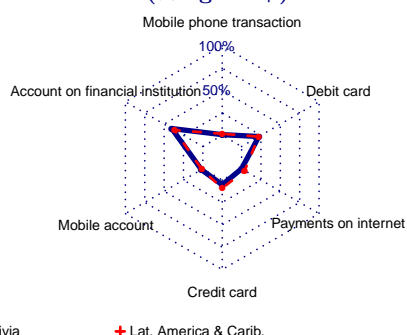 Mobile phone transaction
100%
Account on financial institution 50% Debit card
Mobile account Payments on internet
Credit card
ivia Lat. America & Carib.